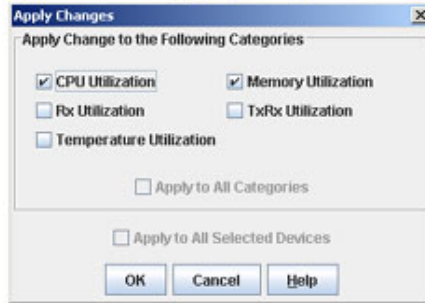 Apply Changes
Apply Change to the Following Categories
CPU Utilization Memory Utilization
Rx Utilization TxRx Utilization
Temperature Utilization
Apply to All Categories
Apply to All Selected Devices
OK Cancel Help